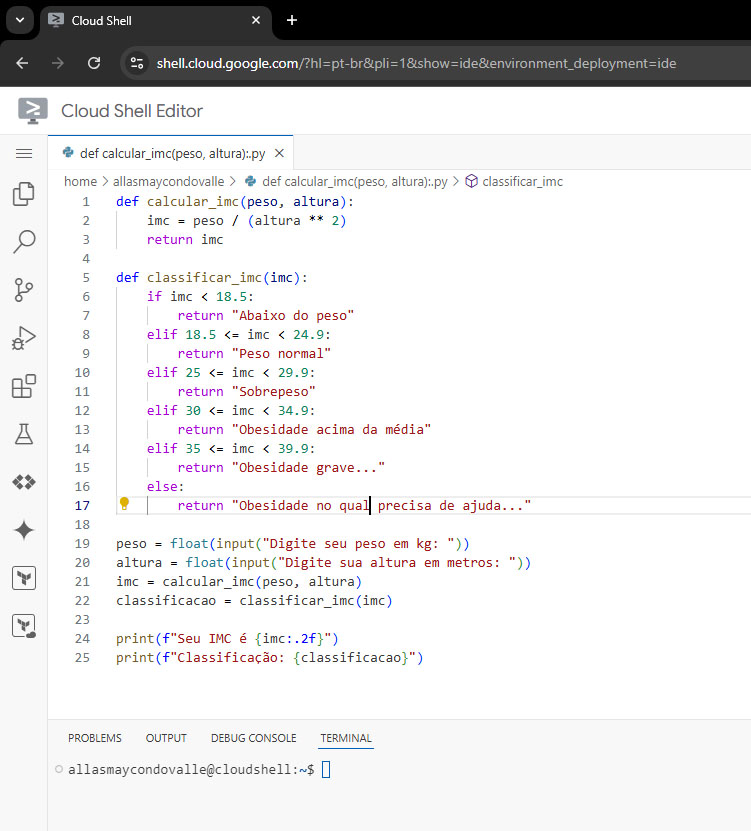 Cloud Shell
shell.cloud.google.com/?hl=pt-br&pli=1&show=ide&environment_deployment=ide
Cloud Shell Editor
def calcular_imc(peso, altura):.py
home > allasmaycondovalle > def calcular_imc(peso, altura):.py > classificar_imc
1 def calcular_imc(peso, altura):
2     imc = peso / (altura ** 2)
3     return imc
4
5 def classificar_imc(imc):
6     if imc < 18.5:
7         return "Abaixo do peso"
8     elif 18.5 <= imc < 24.9:
9         return "Peso normal"
10     elif 25 <= imc < 29.9:
11         return "Sobrepeso"
12     elif 30 <= imc < 34.9:
13         return "Obesidade acima da média"
14     elif 35 <= imc < 39.9:
15         return "Obesidade grave..."
16     else:
17         return "Obesidade no qual precisa de ajuda..."
18
19 peso = float(input("Digite seu peso em kg: "))
20 altura = float(input("Digite sua altura em metros: "))
21 imc = calcular_imc(peso, altura)
22 classificacao = classificar_imc(imc)
23
24 print(f"Seu IMC é {imc:.2f}")
25 print(f"Classificação: {classificacao}")
PROBLEMS OUTPUT DEBUG CONSOLE TERMINAL
allasmaycondovalle@cloudshell:~$